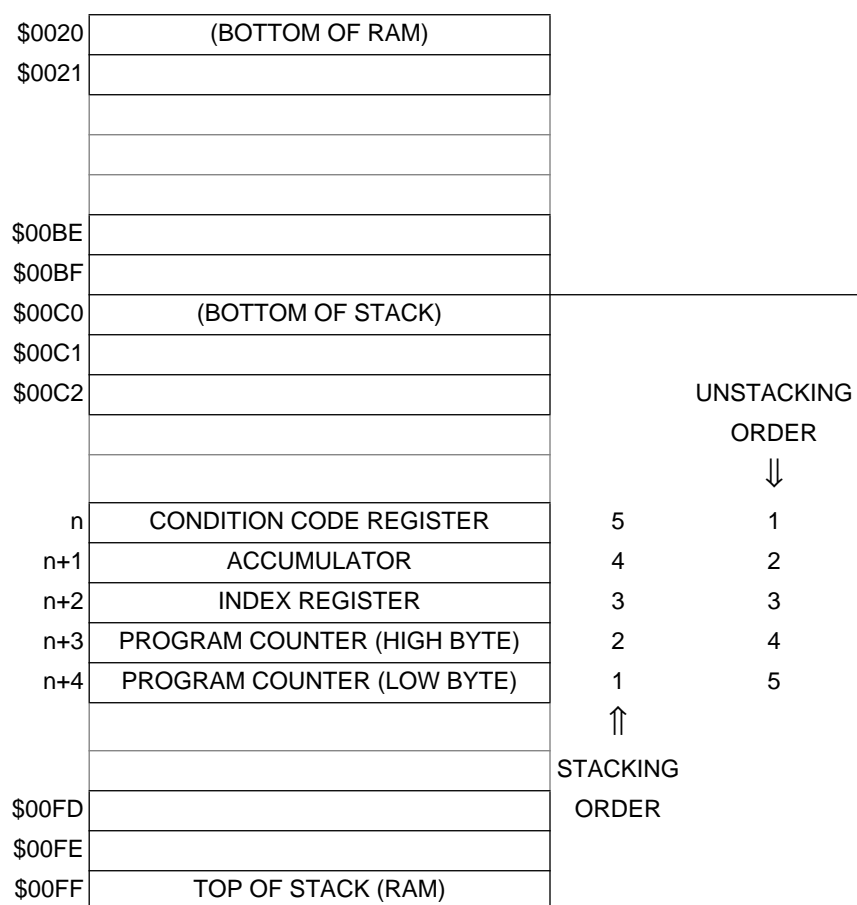 $0020 (BOTTOM OF RAM)
$0021
$00BE
$00BF
$00C0 (BOTTOM OF STACK)
$00C1
$00C2 UNSTACKING
ORDER
⇓
n CONDITION CODE REGISTER 5 1
n+1 ACCUMULATOR 4 2
n+2 INDEX REGISTER 3 3
n+3 PROGRAM COUNTER (HIGH BYTE) 2 4
n+4 PROGRAM COUNTER (LOW BYTE) 1 5
⇑
STACKING
$00FD ORDER
$00FE
$00FF TOP OF STACK (RAM)